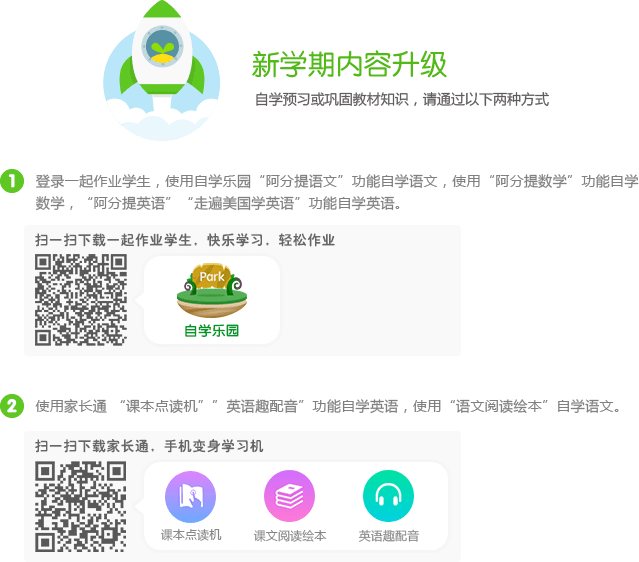 新学期内容升级
自学预习或巩固教材知识，请通过以下两种方式
1 登录一起作业学生，使用自学乐园“阿分提语文”功能自学语文，使用“阿分提数学”功能自学
数学，“阿分提英语”“走遍美国学英语”功能自学英语。
扫一扫下载一起作业学生．快乐学习．轻松作业
Park
自学乐园
2 使用家长通 “课本点读机””英语趣配音”功能自学英语，使用“语文阅读绘本”自学语文。
扫一扫下载家长通．手机变身学习机
课本点读机 课文阅读绘本 英语趣配音